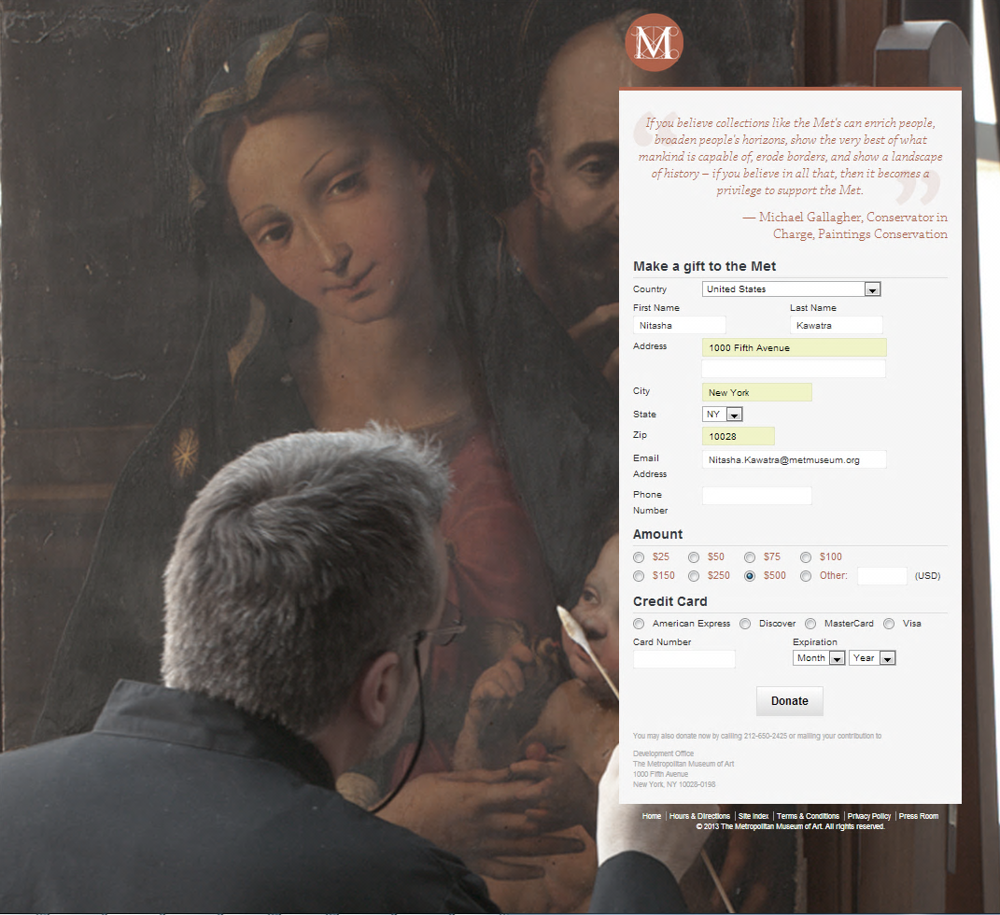 M
If you believe collections like the Met's can enrich people,
broaden people's horizons, show the very best of what
mankind is capable of, erode borders, and show a landscape
of history – if you believe in all that, then it becomes a
privilege to support the Met.
— Michael Gallagher, Conservator in
Charge, Paintings Conservation
Make a gift to the Met
Country United States
First Name Last Name
Nitasha Kawatra
Address 1000 Fifth Avenue
City New York
State NY
Zip 10028
Email Nitasha.Kawatra@metmuseum.org
Address
Phone
Number
Amount
$25 $50 $75 $100
$150 $250 $500 Other: (USD)
Credit Card
American Express Discover MasterCard Visa
Card Number Expiration
Month Year
Donate
You may also donate now by calling 212-650-2425 or mailing your contribution to
Development Office
The Metropolitan Museum of Art
1000 Fifth Avenue
New York, NY 10028-0198
Home | Hours & Directions | Site Index | Terms & Conditions | Privacy Policy | Press Room
© 2013 The Metropolitan Museum of Art. All rights reserved.